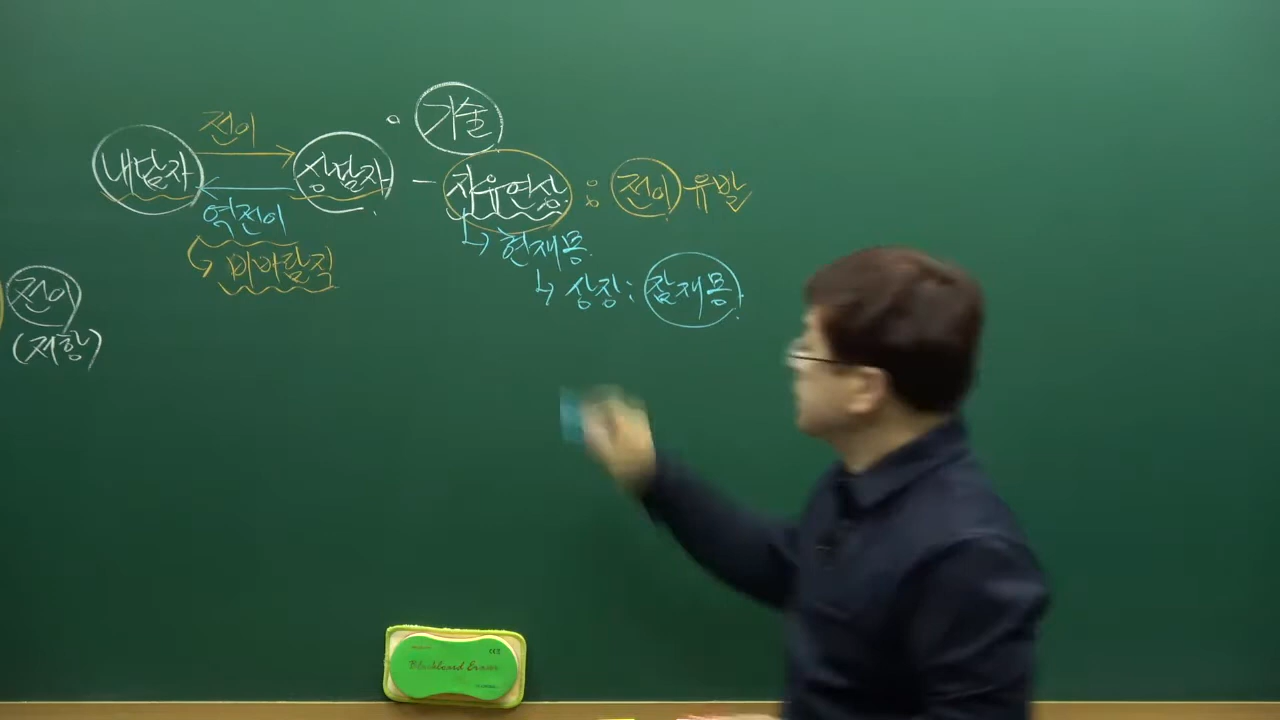 • 기술
전이
내담자 상담자 - 자유연상 : 전이 유발
역전이
↳ 현재몽
↳ 바람직
↳ 상징 : 잠재몽
전이
(저항)
Blackboard Eraser